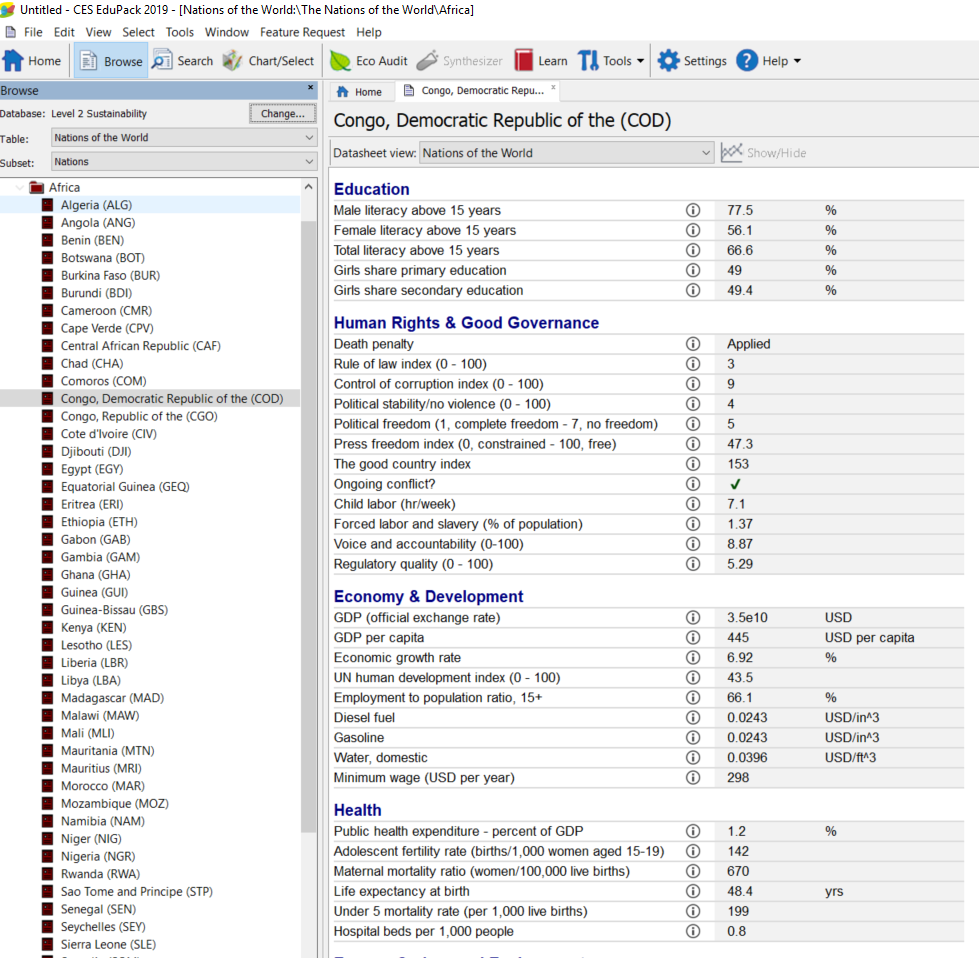 Untitled - CES EduPack 2019 - [Nations of the World:\The Nations of the World\Africa]
File Edit View Select Tools Window Feature Request Help
Home Browse Search Chart/Select Eco Audit Synthesizer Learn Tools Settings Help
Browse ×
Database: Level 2 Sustainability Change...
Table: Nations of the World
Subset: Nations
Africa
Algeria (ALG)
Angola (ANG)
Benin (BEN)
Botswana (BOT)
Burkina Faso (BUR)
Burundi (BDI)
Cameroon (CMR)
Cape Verde (CPV)
Central African Republic (CAF)
Chad (CHA)
Comoros (COM)
Congo, Democratic Republic of the (COD)
Congo, Republic of the (CGO)
Cote d'Ivoire (CIV)
Djibouti (DJI)
Egypt (EGY)
Equatorial Guinea (GEQ)
Eritrea (ERI)
Ethiopia (ETH)
Gabon (GAB)
Gambia (GAM)
Ghana (GHA)
Guinea (GUI)
Guinea-Bissau (GBS)
Kenya (KEN)
Lesotho (LES)
Liberia (LBR)
Libya (LBA)
Madagascar (MAD)
Malawi (MAW)
Mali (MLI)
Mauritania (MTN)
Mauritius (MRI)
Morocco (MAR)
Mozambique (MOZ)
Namibia (NAM)
Niger (NIG)
Nigeria (NGR)
Rwanda (RWA)
Sao Tome and Principe (STP)
Senegal (SEN)
Seychelles (SEY)
Sierra Leone (SLE)
Home Congo, Democratic Repu... ×
Congo, Democratic Republic of the (COD)
Datasheet view: Nations of the World Show/Hide
Education
Male literacy above 15 years 77.5 %
Female literacy above 15 years 56.1 %
Total literacy above 15 years 66.6 %
Girls share primary education 49 %
Girls share secondary education 49.4 %
Human Rights & Good Governance
Death penalty Applied
Rule of law index (0 - 100) 3
Control of corruption index (0 - 100) 9
Political stability/no violence (0 - 100) 4
Political freedom (1, complete freedom - 7, no freedom) 5
Press freedom index (0, constrained - 100, free) 47.3
The good country index 153
Ongoing conflict? ✓
Child labor (hr/week) 7.1
Forced labor and slavery (% of population) 1.37
Voice and accountability (0-100) 8.87
Regulatory quality (0 - 100) 5.29
Economy & Development
GDP (official exchange rate) 3.5e10 USD
GDP per capita 445 USD per capita
Economic growth rate 6.92 %
UN human development index (0 - 100) 43.5
Employment to population ratio, 15+ 66.1 %
Diesel fuel 0.0243 USD/in^3
Gasoline 0.0243 USD/in^3
Water, domestic 0.0396 USD/ft^3
Minimum wage (USD per year) 298
Health
Public health expenditure - percent of GDP 1.2 %
Adolescent fertility rate (births/1,000 women aged 15-19) 142
Maternal mortality ratio (women/100,000 live births) 670
Life expectancy at birth 48.4 yrs
Under 5 mortality rate (per 1,000 live births) 199
Hospital beds per 1,000 people 0.8